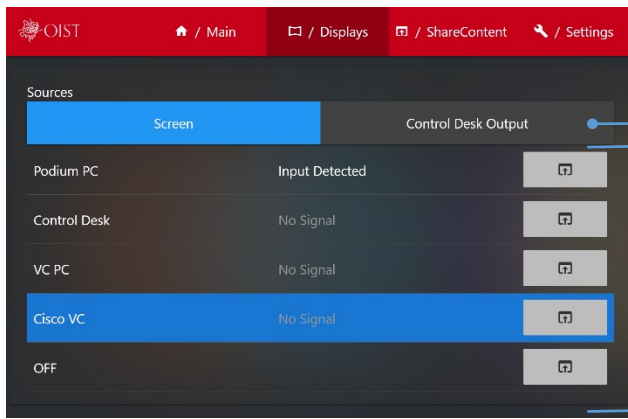 OIST
/ Main
/ Displays
/ ShareContent
/ Settings
Sources
Screen
Control Desk Output
Podium PC
Input Detected
Control Desk
No Signal
VC PC
No Signal
Cisco VC
No Signal
OFF